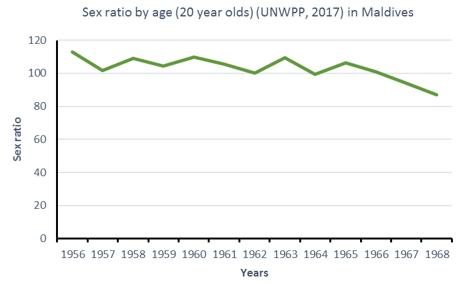 Sex ratio by age (20 year olds) (UNWPP, 2017) in Maldives
120
100
80
60
40
20
0
Sex ratio
1956 1957 1958 1959 1960 1961 1962 1963 1964 1965 1966 1967 1968
Years